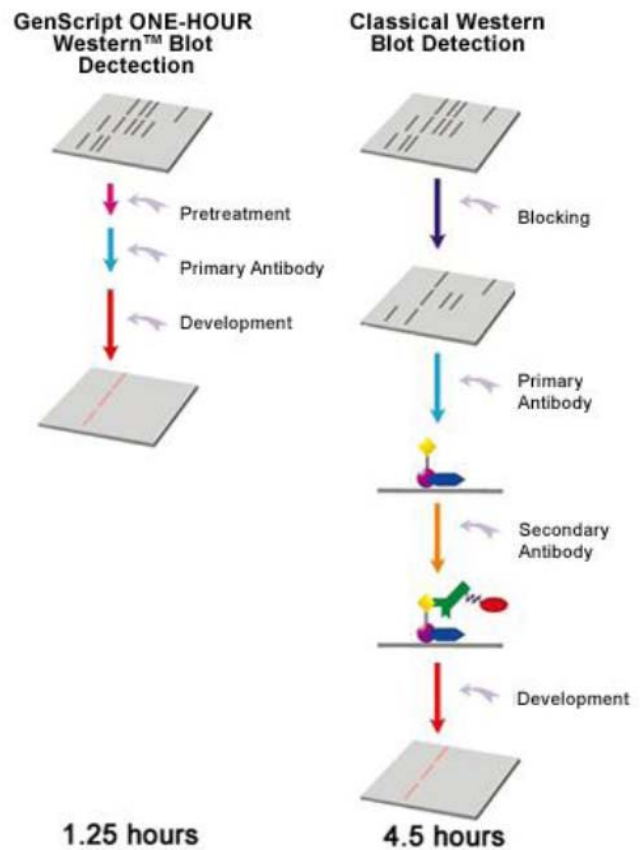 GenScript ONE-HOUR
Western™ Blot
Dectection
Pretreatment
Primary Antibody
Development
1.25 hours
Classical Western
Blot Detection
Blocking
Primary
Antibody
Secondary
Antibody
Development
4.5 hours